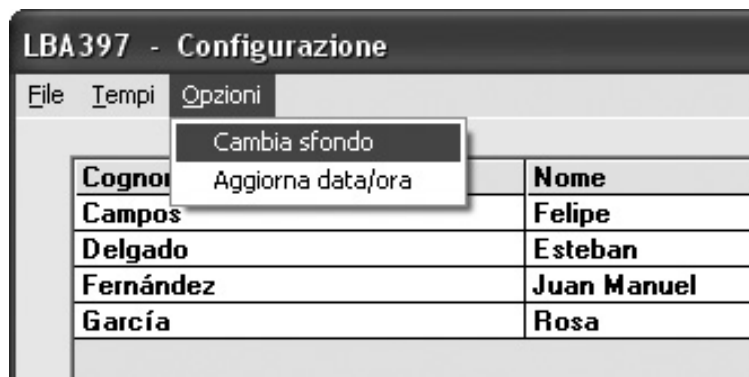 LBA397 - Configurazione
File Tempi Opzioni
Cambia sfondo
Aggiorna data/ora
Nome
Campos Felipe
Delgado Esteban
Fernández Juan Manuel
García Rosa